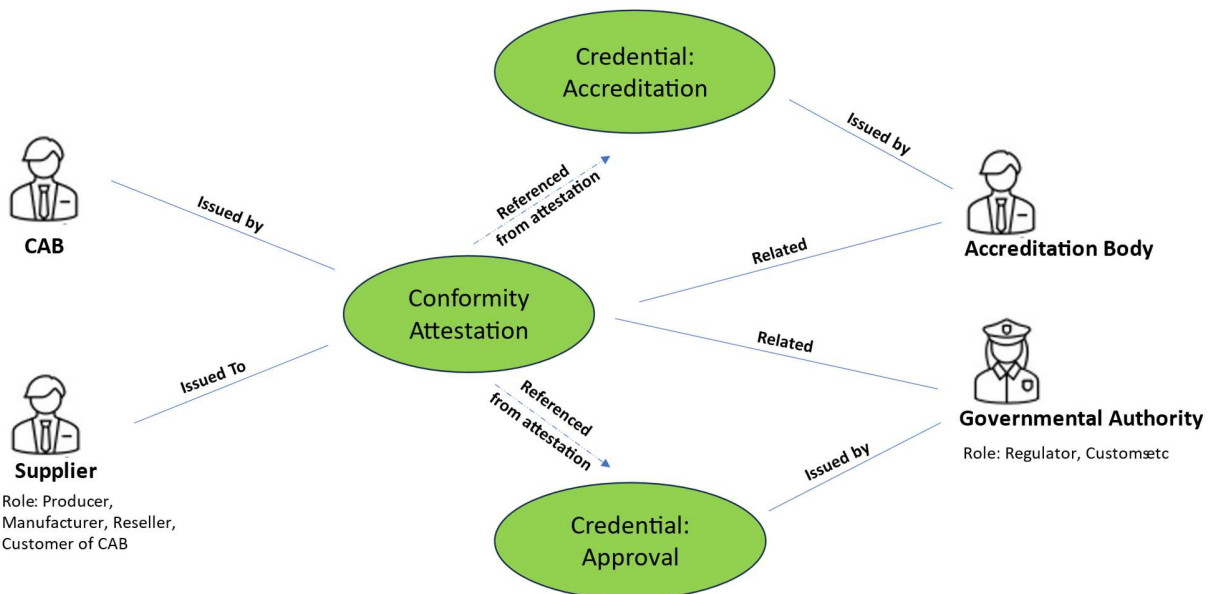 Credential:
Accreditation
Issued by
CAB
Issued by
Referenced
from attestation
Accreditation Body
Related
Conformity
Attestation
Related
Issued To
Referenced
from attestation
Supplier
Role: Producer,
Manufacturer, Reseller,
Customer of CAB
Governmental Authority
Role: Regulator, Customsetc
Issued by
Credential:
Approval